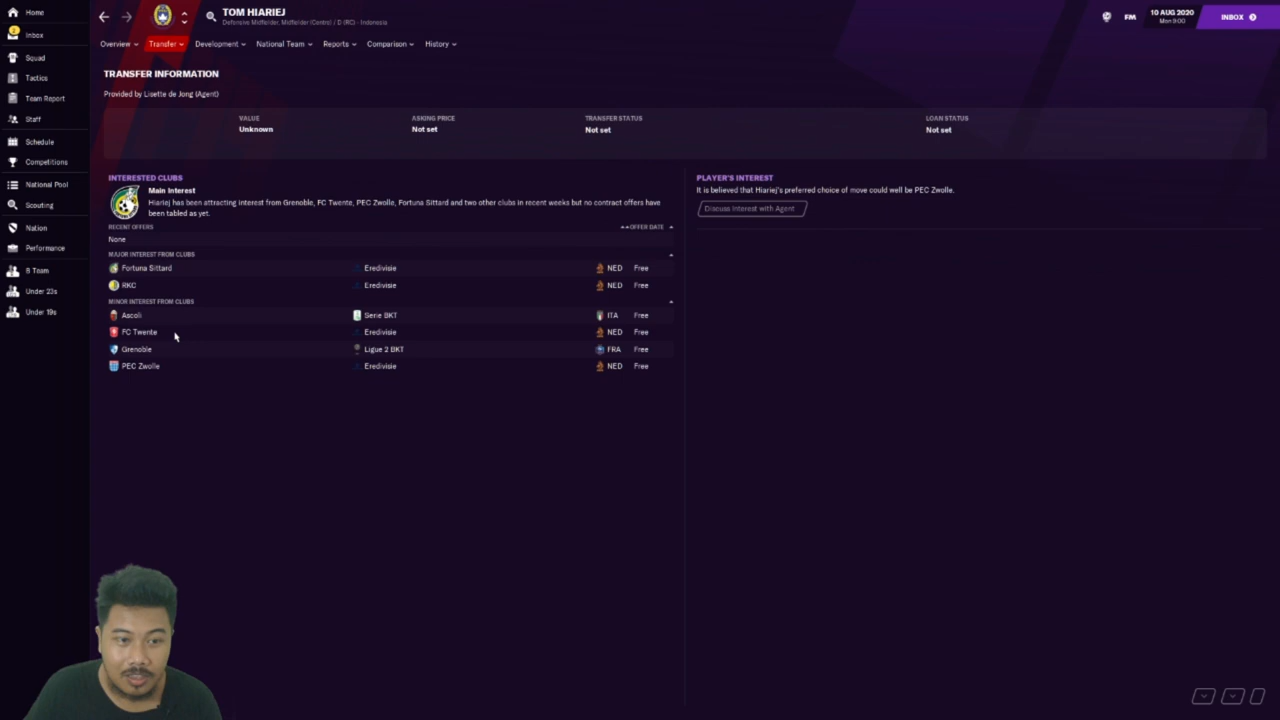 Home
Inbox
Squad
Tactics
Team Report
Staff
Schedule
Competitions
National Pool
Scouting
Nation
Performance
B Team
Under 23s
Under 19s
TOM HIARIEJ
Defensive Midfielder, Midfielder (Centre) / D (RC) - Indonesia
FM
10 AUG 2020
Mon 9:00
INBOX
Overview
Transfer
Development
National Team
Reports
Comparison
History
TRANSFER INFORMATION
Provided by Lisette de Jong (Agent)
VALUE
Unknown
ASKING PRICE
Not set
TRANSFER STATUS
Not set
LOAN STATUS
Not set
INTERESTED CLUBS
Main Interest
Hiariej has been attracting interest from Grenoble, FC Twente, PEC Zwolle, Fortuna Sittard and two other clubs in recent weeks but no contract offers have
been tabled as yet.
RECENT OFFERS OFFER DATE
None
MAJOR INTEREST FROM CLUBS
Fortuna Sittard Eredivisie NED Free
RKC Eredivisie NED Free
MINOR INTEREST FROM CLUBS
Ascoli Serie BKT ITA Free
FC Twente Eredivisie NED Free
Grenoble Ligue 2 BKT FRA Free
PEC Zwolle Eredivisie NED Free
PLAYER'S INTEREST
It is believed that Hiariej's preferred choice of move could well be PEC Zwolle.
Discuss Interest with Agent